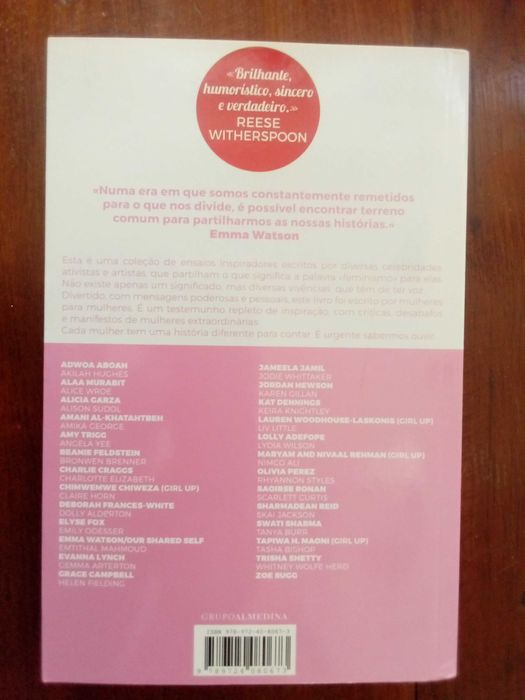 «Brilhante,
humorístico, sincero
e verdadeiro.»
REESE
WITHERSPOON
«Numa era em que somos constantemente remetidos
para o que nos divide, é possível encontrar terreno
comum para partilharmos as nossas histórias.»
Emma Watson
Esta é uma coleção de ensaios inspiradores escritos por diversas celebridades
ativistas e artistas, que partilham o que significa a palavra «feminismo» para elas
Não existe apenas um significado, mas diversas vivências que têm de ter voz.
Divertido, com mensagens poderosas e pessoais, este livro foi escrito por mulheres
para mulheres. É um testemunho repleto de inspiração, com críticas, desabafos
e manifestos de mulheres extraordinárias
Cada mulher tem uma história diferente para contar. É urgente sabermos ouvir.
ADWOA ABOAH
AKILAH HUGHES
ALAA MURABIT
ALICE WROE
ALICIA GARZA
ALISON SUDOL
AMANI AL-KHATAHTBEH
AMIKA GEORGE
AMY TRIGG
ANGELA YEE
BEANIE FELDSTEIN
BRONWEN BRENNER
CHARLIE CRAGGS
CHARLOTTE ELIZABETH
CHIMWEMWE CHIWEZA (GIRL UP)
CLAIRE HORN
DEBORAH FRANCES-WHITE
DOLLY ALDERTON
ELYSE FOX
EMILY ODESSER
EMMA WATSON/OUR SHARED SELF
EMTITHAL MAHMOUD
EVANNA LYNCH
GEMMA ARTERTON
GRACE CAMPBELL
HELEN FIELDING
JAMEELA JAMIL
JODIE WHITTAKER
JORDAN HEWSON
KAREN GILLAN
KAT DENNINGS
KEIRA KNIGHTLEY
LAUREN WOODHOUSE-LASKONIS (GIRL UP)
LIV LITTLE
LOLLY ADEFOPE
LYDIA WILSON
MARYAM AND NIVAAL REHMAN (GIRL UP)
NIMCO ALI
OLIVIA PEREZ
RHYANNON STYLES
SAOIRSE RONAN
SCARLETT CURTIS
SHARMADEAN REID
SKAI JACKSON
SWATI SHARMA
TANYA BURR
TAPIWA H. MAONI (GIRL UP)
TASHA BISHOP
TRISHA SHETTY
WHITNEY WOLFE HERD
ZOE SUGG
GRUPOALMEDINA
ISBN 978-972-40-8067-3
9 789724 080673